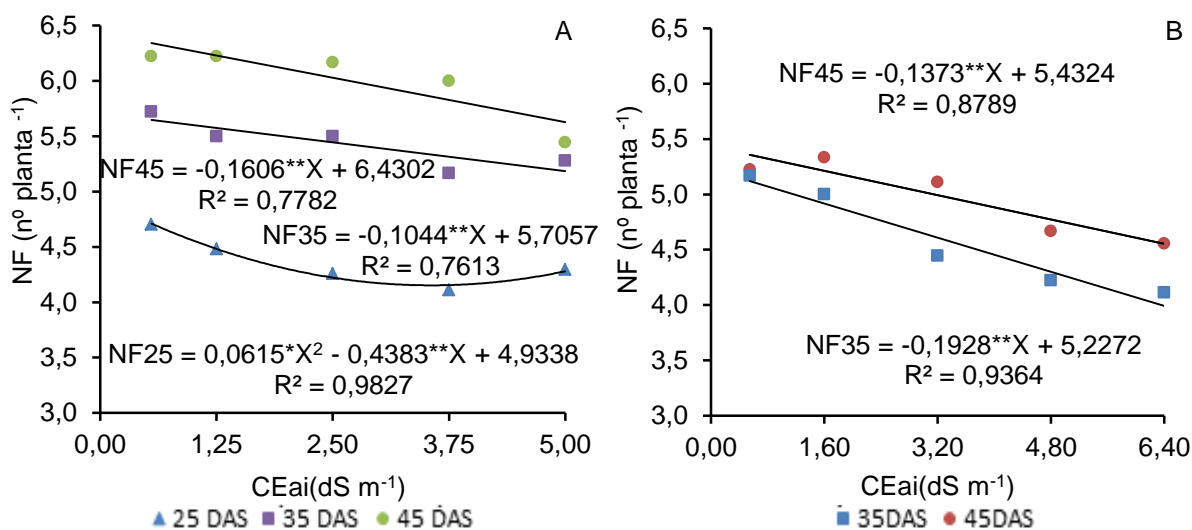 A
6,5
6,0
5,5
5,0
4,5
4,0
3,5
3,0
NF (nº planta -1)
NF45 = -0,1606**X + 6,4302
R² = 0,7782
NF35 = -0,1044**X + 5,7057
R² = 0,7613
NF25 = 0,0615*X2 - 0,4383**X + 4,9338
R² = 0,9827
0,00 1,25 2,50 3,75 5,00
CEai(dS m-1)
25 DAS 35 DAS 45 DAS
B
6,5
6,0
5,5
5,0
4,5
4,0
3,5
3,0
NF (nº planta -1)
NF45 = -0,1373**X + 5,4324
R² = 0,8789
NF35 = -0,1928**X + 5,2272
R² = 0,9364
0,00 1,60 3,20 4,80 6,40
CEai(dS m-1)
35DAS 45DAS